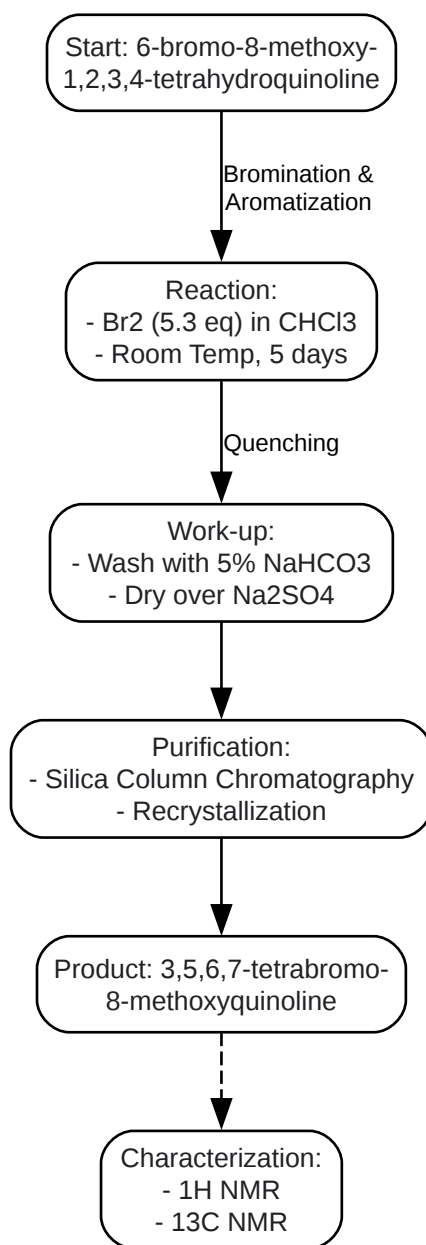 Start: 6-bromo-8-methoxy-
1,2,3,4-tetrahydroquinoline
Bromination &
Aromatization
Reaction:
- Br2 (5.3 eq) in CHCl3
- Room Temp, 5 days
Quenching
Work-up:
- Wash with 5% NaHCO3
- Dry over Na2SO4
Purification:
- Silica Column Chromatography
- Recrystallization
Product: 3,5,6,7-tetrabromo-
8-methoxyquinoline
Characterization:
- 1H NMR
- 13C NMR